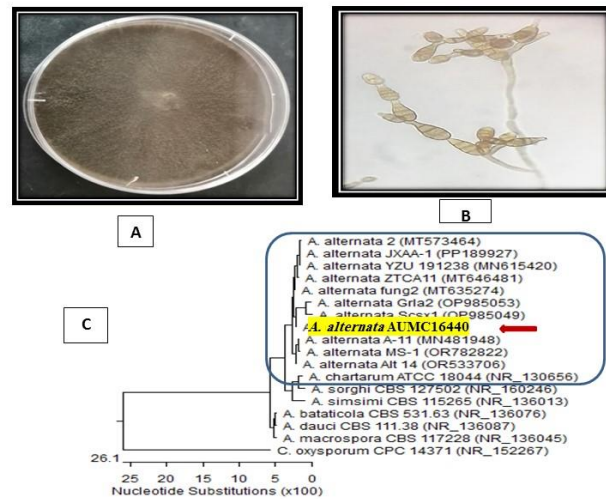 A
B
C
A. alternata 2 (MT573464)
A. alternata JXAA-1 (PP189927)
A. alternata YZU 191238 (MN615420)
A. alternata ZTCA11 (MT646481)
A. alternata fung2 (MT635274)
A. alternata Grla2 (OP985053)
A. alternata Scsx1 (OP985049)
A. alternata AUMC16440
A. alternata A-11 (MN481948)
A. alternata MS-1 (OR782822)
A. alternata Alt 14 (OR533706)
A. chartarum ATCC 18044 (NR_130656)
A. sorghi CBS 127502 (NR_160246)
A. simsimi CBS 115265 (NR_136013)
A. bataticola CBS 531.63 (NR_136076)
A. dauci CBS 111.38 (NR_136087)
A. macrospora CBS 117228 (NR_136045)
C. oxysporum CPC 14371 (NR_152267)
26.1
25 20 15 10 5 0
Nucleotide Substitutions (x100)